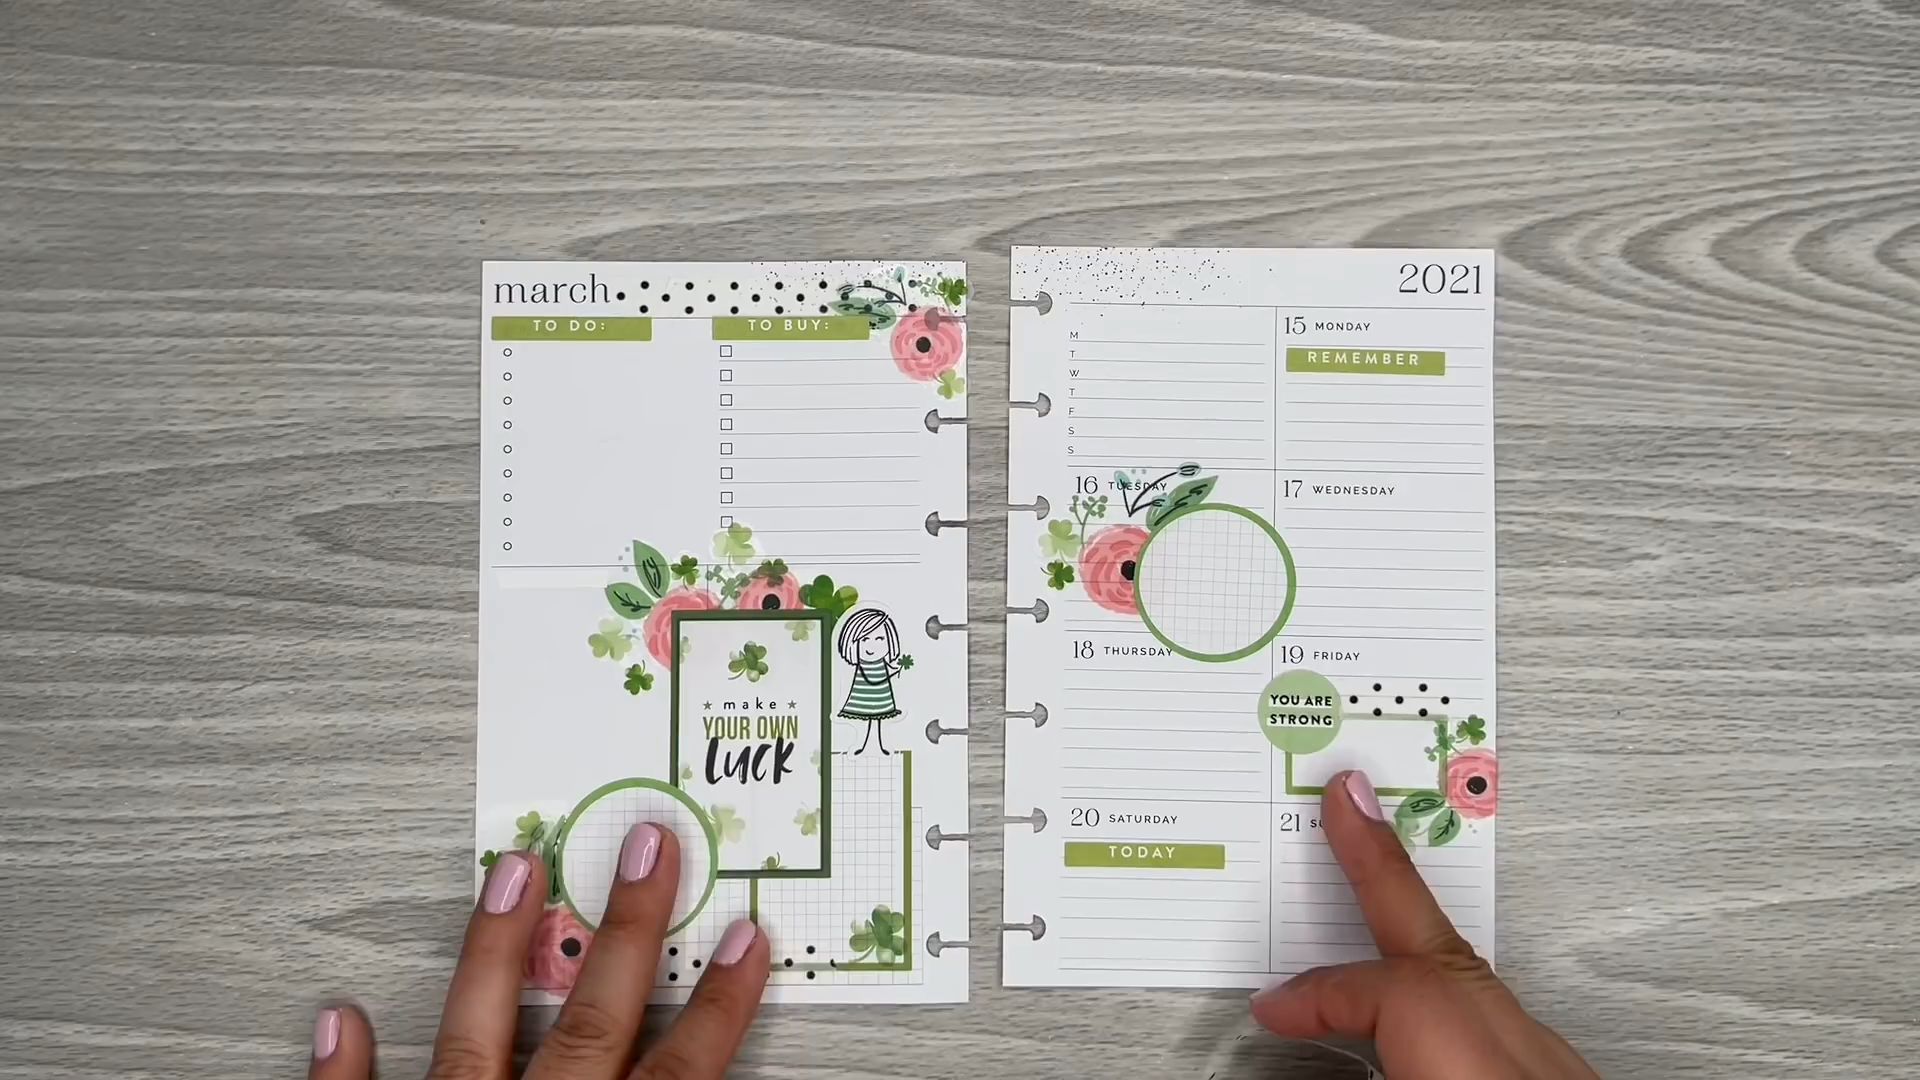 march
TO DO:
TO BUY:
make
YOUR OWN
LUCK
2021
M
T
W
T
F
S
S
15 MONDAY
REMEMBER
16 TUESDAY
17 WEDNESDAY
18 THURSDAY
19 FRIDAY
YOU ARE
STRONG
20 SATURDAY
TODAY
21